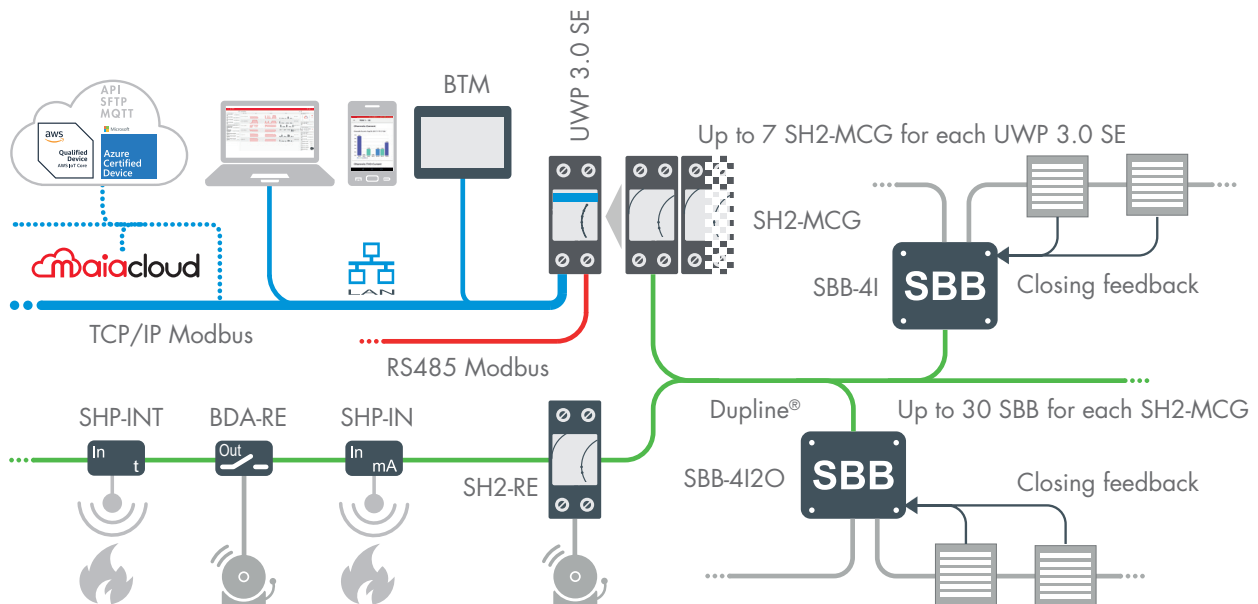 API
SFTP
MQTT
aws
Qualified
Device
AWS IoT Core
Microsoft
Azure
Certified
Device
BTM
UWP 3.0 SE
Up to 7 SH2-MCG for each UWP 3.0 SE
SH2-MCG
SBB-4I
SBB
Closing feedback
maiacloud
LAN
TCP/IP Modbus
RS485 Modbus
Dupline®
Up to 30 SBB for each SH2-MCG
SHP-INT
BDA-RE
SHP-IN
In
t
Out
In
mA
SH2-RE
SBB-4I2O
SBB
Closing feedback